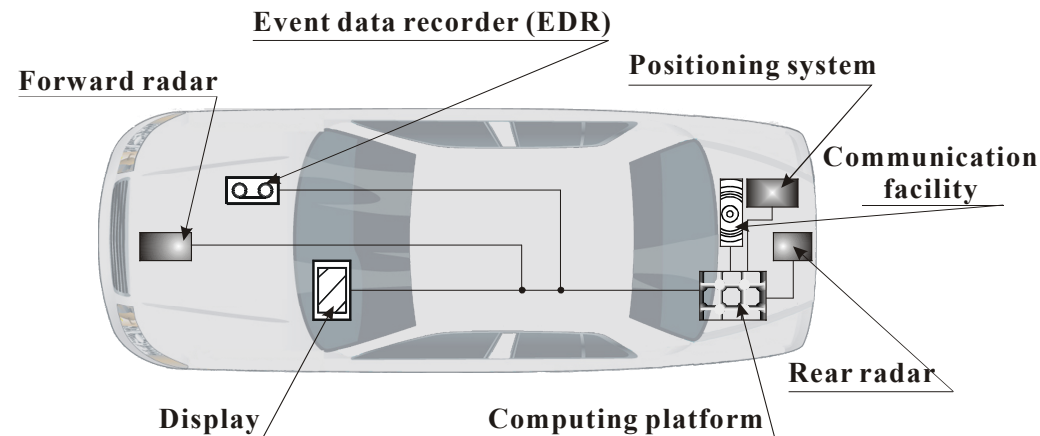 Event data recorder (EDR)
Forward radar
Positioning system
Communication
facility
Rear radar
Display
Computing platform